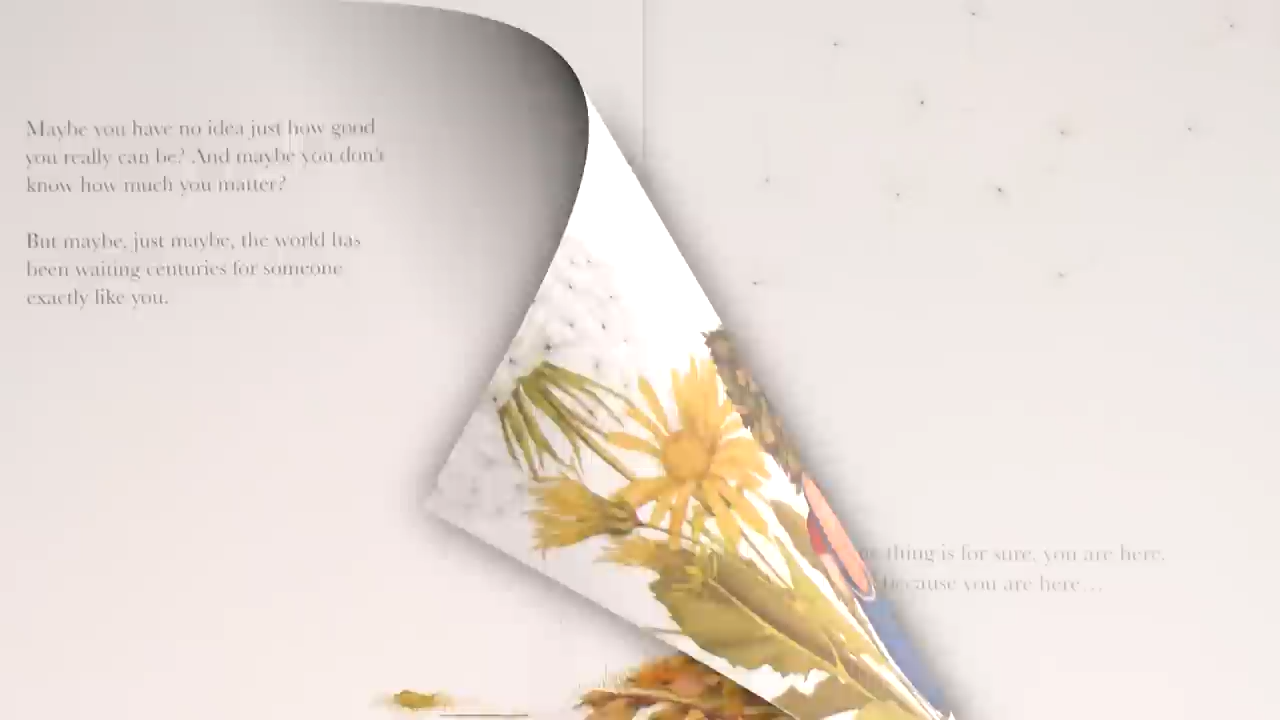 Maybe you have no idea just how good
you really can be? And maybe you don't
know how much you matter?
But maybe, just maybe, the world has
been waiting centuries for someone
exactly like you.
thing is for sure, you are here.
because you are here...